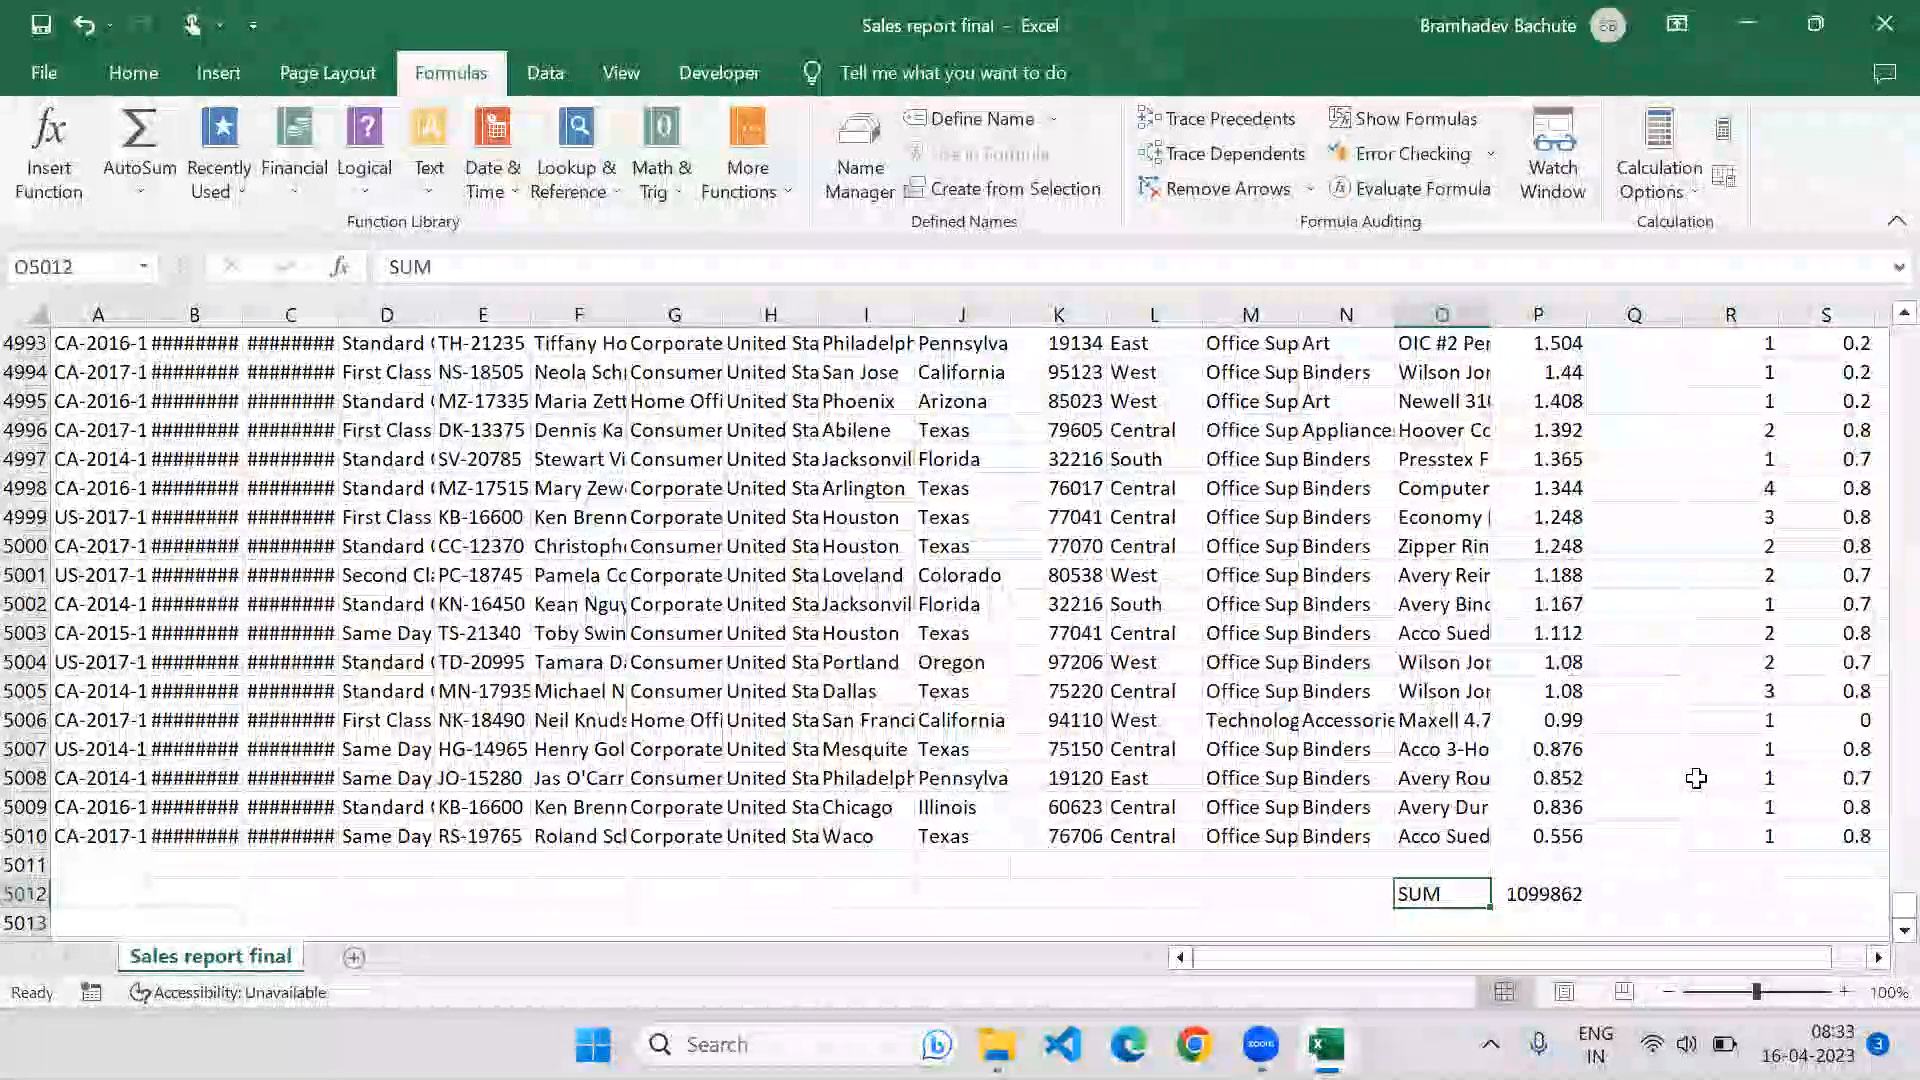 Sales report final - Excel
Bramhadev Bachute
File Home Insert Page Layout Formulas Data View Developer Tell me what you want to do
Insert Function
AutoSum
Recently Used
Financial
Logical
Text
Date & Time
Lookup & Reference
Math & Trig
More Functions
Function Library
Name Manager
Define Name
Use in Formula
Create from Selection
Defined Names
Trace Precedents
Trace Dependents
Remove Arrows
Show Formulas
Error Checking
Evaluate Formula
Watch Window
Formula Auditing
Calculation Options
Calculation
O5012 fx SUM
A B C D E F G H I J K L M N O P Q R S
4993 CA-2016-1 ######## ######## Standard TH-21235 Tiffany Ho Corporate United Sta Philadelph Pennsylva 19134 East Office Sup Art OIC #2 Per 1.504 1 0.2
4994 CA-2017-1 ######## ######## First Class NS-18505 Neola Sch Consumer United Sta San Jose California 95123 West Office Sup Binders Wilson Jor 1.44 1 0.2
4995 CA-2016-1 ######## ######## Standard MZ-17335 Maria Zett Home Offi United Sta Phoenix Arizona 85023 West Office Sup Art Newell 31 1.408 1 0.2
4996 CA-2017-1 ######## ######## First Class DK-13375 Dennis Ka Consumer United Sta Abilene Texas 79605 Central Office Sup Appliance Hoover Co 1.392 2 0.8
4997 CA-2014-1 ######## ######## Standard SV-20785 Stewart Vi Consumer United Sta Jacksonvil Florida 32216 South Office Sup Binders Presstex F 1.365 1 0.7
4998 CA-2016-1 ######## ######## Standard MZ-17515 Mary Zew Corporate United Sta Arlington Texas 76017 Central Office Sup Binders Computer 1.344 4 0.8
4999 US-2017-1 ######## ######## First Class KB-16600 Ken Brenn Corporate United Sta Houston Texas 77041 Central Office Sup Binders Economy 1.248 3 0.8
5000 CA-2017-1 ######## ######## Standard CC-12370 Christoph Consumer United Sta Houston Texas 77070 Central Office Sup Binders Zipper Rin 1.248 2 0.8
5001 US-2017-1 ######## ######## Second Cl PC-18745 Pamela Co Corporate United Sta Loveland Colorado 80538 West Office Sup Binders Avery Reir 1.188 2 0.7
5002 CA-2014-1 ######## ######## Standard KN-16450 Kean Nguy Corporate United Sta Jacksonvil Florida 32216 South Office Sup Binders Avery Binc 1.167 1 0.7
5003 CA-2015-1 ######## ######## Same Day TS-21340 Toby Swin Consumer United Sta Houston Texas 77041 Central Office Sup Binders Acco Sued 1.112 2 0.8
5004 US-2017-1 ######## ######## Standard TD-20995 Tamara D Consumer United Sta Portland Oregon 97206 West Office Sup Binders Wilson Jor 1.08 2 0.7
5005 CA-2014-1 ######## ######## Standard MN-17935 Michael N Consumer United Sta Dallas Texas 75220 Central Office Sup Binders Wilson Jor 1.08 3 0.8
5006 CA-2017-1 ######## ######## First Class NK-18490 Neil Knuds Home Offi United Sta San Franci California 94110 West Technolog Accessorie Maxell 4.7 0.99 1 0
5007 US-2014-1 ######## ######## Same Day HG-14965 Henry Gol Corporate United Sta Mesquite Texas 75150 Central Office Sup Binders Acco 3-Ho 0.876 1 0.8
5008 CA-2014-1 ######## ######## Same Day JO-15280 Jas O'Carr Consumer United Sta Philadelph Pennsylva 19120 East Office Sup Binders Avery Rou 0.852 1 0.7
5009 CA-2016-1 ######## ######## Standard KB-16600 Ken Brenn Corporate United Sta Chicago Illinois 60623 Central Office Sup Binders Avery Dur 0.836 1 0.8
5010 CA-2017-1 ######## ######## Same Day RS-19765 Roland Scl Corporate United Sta Waco Texas 76706 Central Office Sup Binders Acco Sued 0.556 1 0.8
5011
5012 SUM 1099862
5013
Sales report final
Ready Accessibility: Unavailable 100%
Search zoom ENG IN 08:33 16-04-2023 3